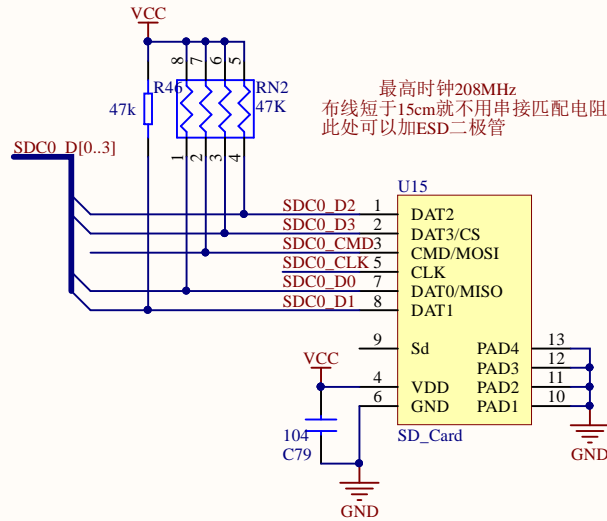 VCC
8
7
6
5
R46
RN2
47k
47K
1
2
3
4
最高时钟208MHz
布线短于15cm就不用串接匹配电阻
此处可以加ESD二极管
SDC0_D[0..3]
U15
SDC0_D2 1 DAT2
SDC0_D3 2 DAT3/CS
SDC0_CMD 3 CMD/MOSI
SDC0_CLK 5 CLK
SDC0_D0 7 DAT0/MISO
SDC0_D1 8 DAT1
9 Sd PAD4 13
PAD3 12
VCC
4 VDD PAD2 11
6 GND PAD1 10
104
C79
SD_Card
GND
GND